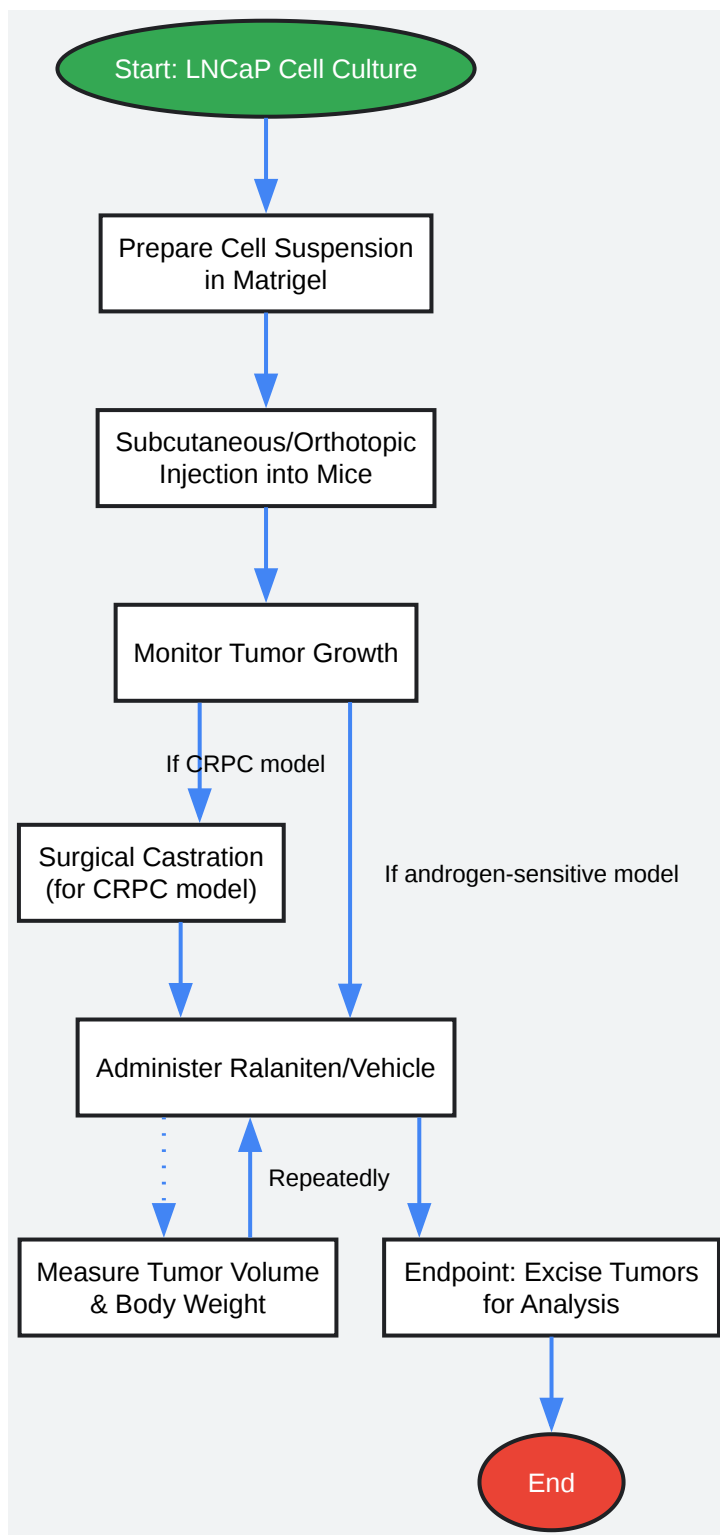 Start: LNCaP Cell Culture
Prepare Cell Suspension
in Matrigel
Subcutaneous/Orthotopic
Injection into Mice
Monitor Tumor Growth
If CRPC model
Surgical Castration
(for CRPC model)
If androgen-sensitive model
Administer Ralaniten/Vehicle
Repeatedly
Measure Tumor Volume
& Body Weight
Endpoint: Excise Tumors
for Analysis
End